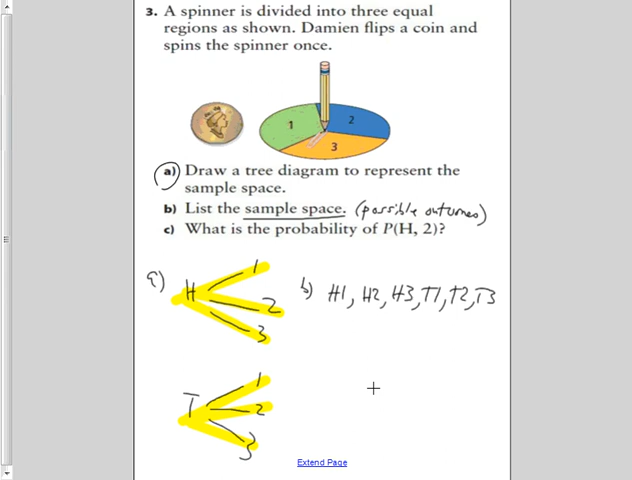 3. A spinner is divided into three equal
regions as shown. Damien flips a coin and
spins the spinner once.
1
2
3
a) Draw a tree diagram to represent the
sample space.
b) List the sample space. (possible outcomes)
c) What is the probability of P(H, 2)?
a) H 1
2
3
b) H1, H2, H3, T1, T2, T3
T 1
2
3
Extend Page